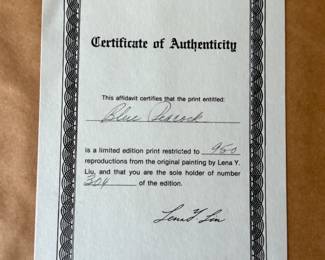 Certificate of Authenticity
This affidavit certifies that the print entitled:
Blue Peacock
is a limited edition print restricted to 950
reproductions from the original painting by Lena Y.
Liu, and that you are the sole holder of number
304 of the edition.
Lena Y. Liu